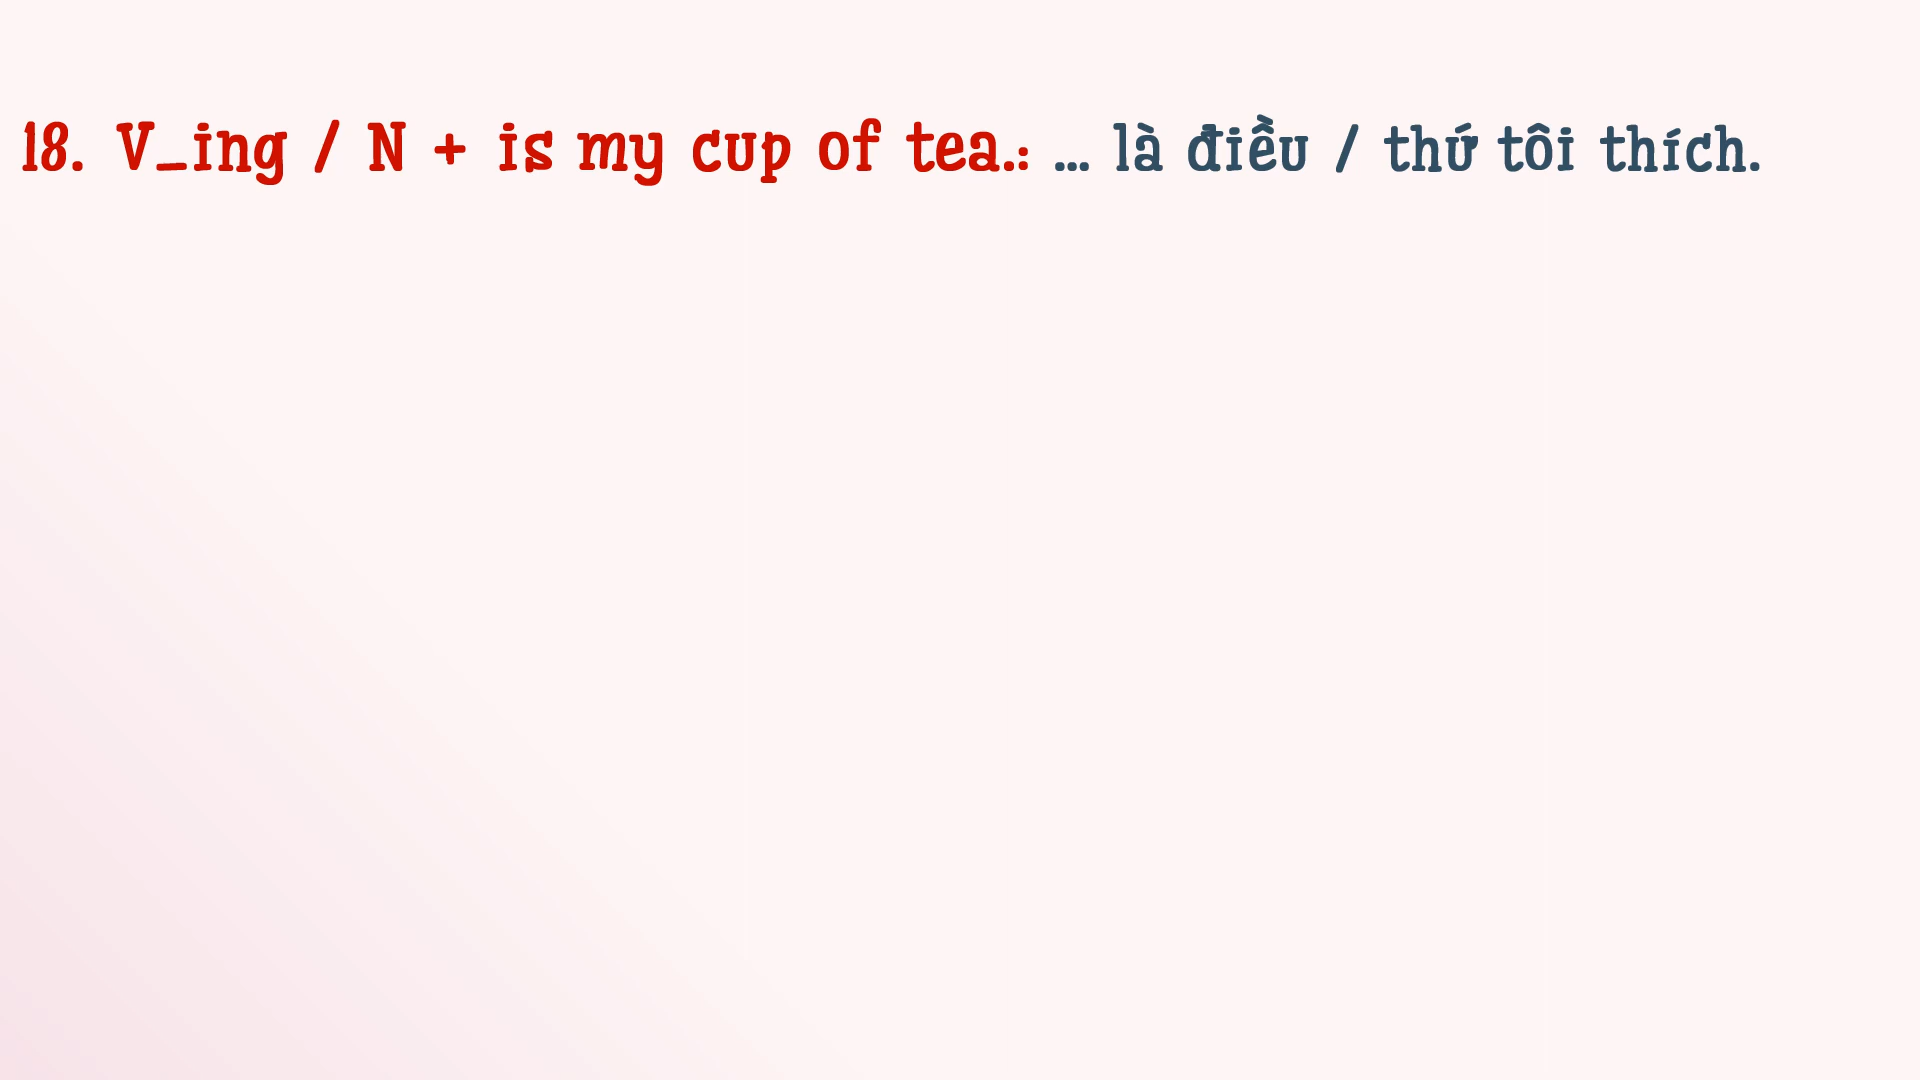 18. V_ing / N + is my cup of tea.: ... là điều / thứ tôi thích.